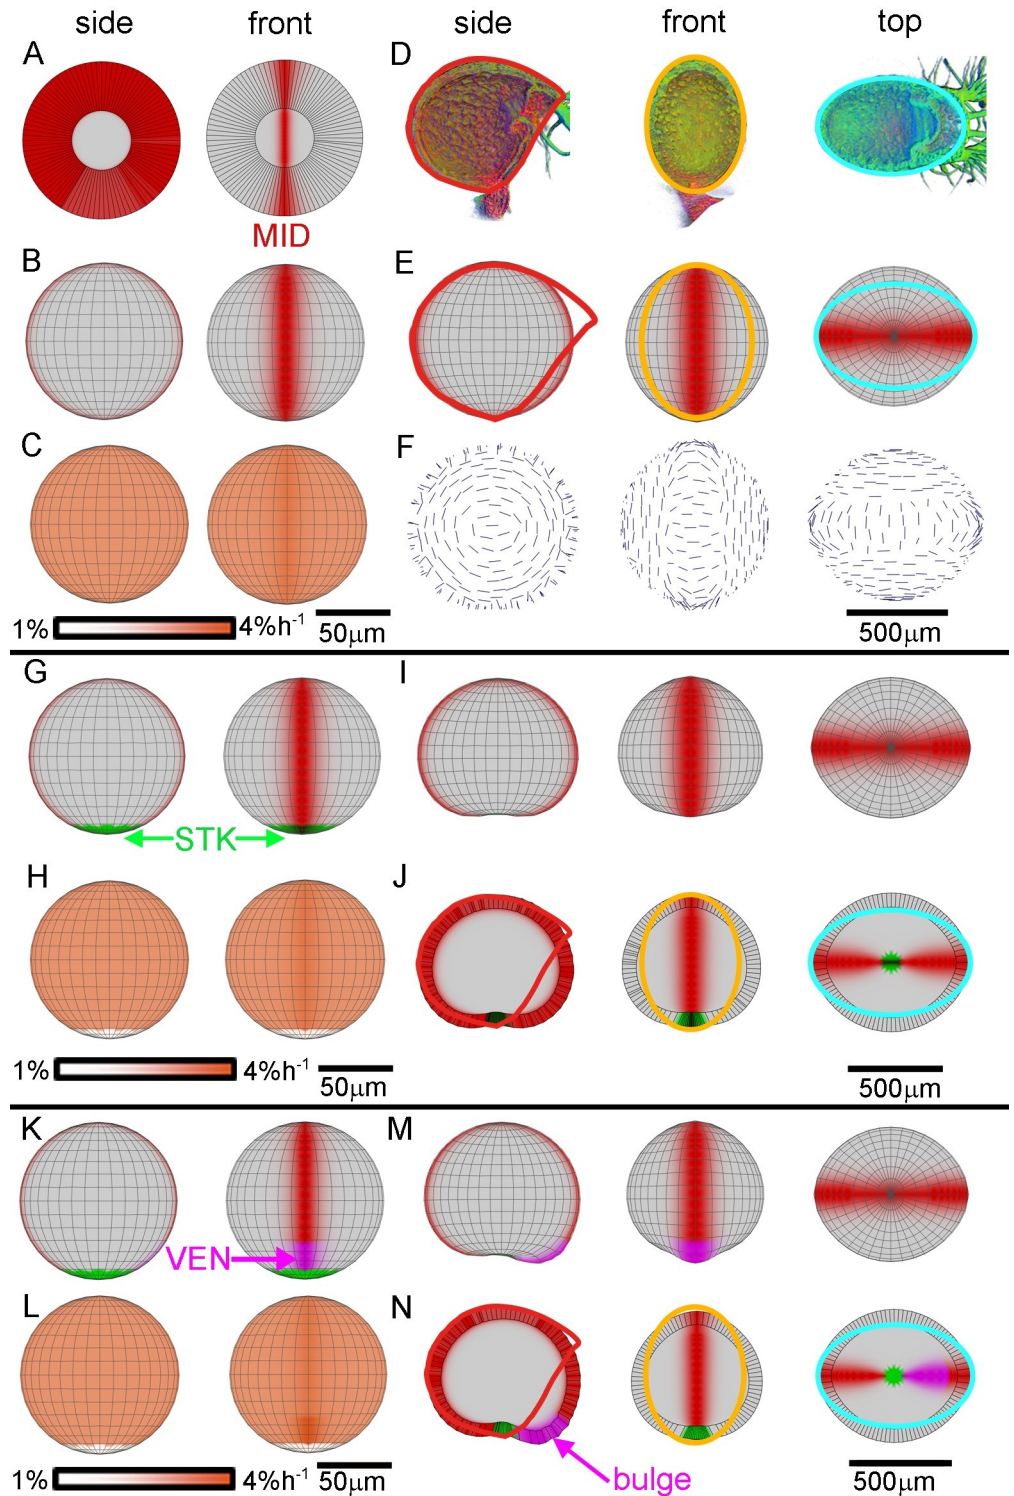 side front side front top
A D
MID
B E
C F
1% 4%h-1 50μm 500μm
G I
STK
H J
1% 4%h-1 50μm 500μm
K M
VEN
L N
bulge
1% 4%h-1 50μm 500μm